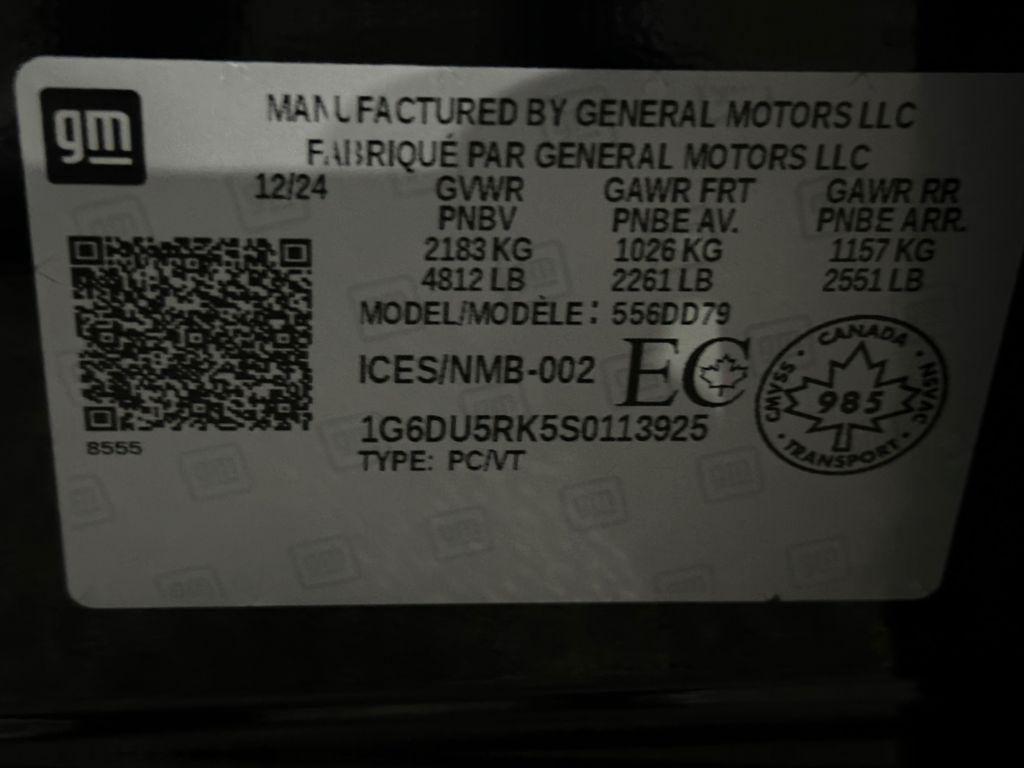 gm
MANUFACTURED BY GENERAL MOTORS LLC
FABRIQUÉ PAR GENERAL MOTORS LLC
12/24 GVWR GAWR FRT GAWR RR
PNBV PNBE AV. PNBE ARR.
2183 KG 1026 KG 1157 KG
4812 LB 2261 LB 2551 LB
MODEL/MODÈLE: 556DD79
ICES/NMB-002 EC
CANADA
CMVSS 985 NSVAC
TRANSPORT
1G6DU5RK5S0113925
8555
TYPE: PC/VT